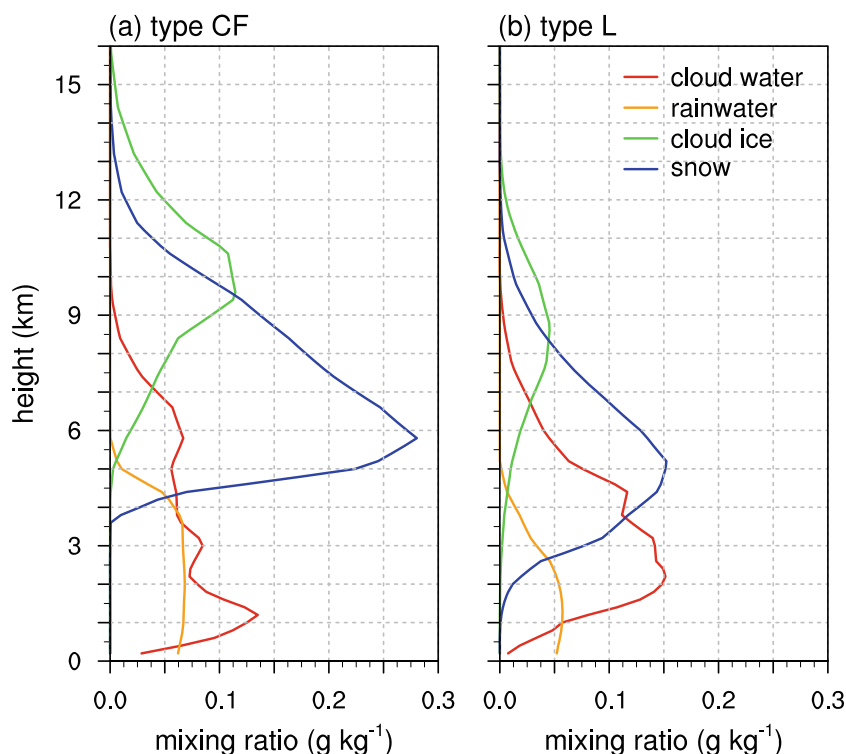 (a) type CF
(b) type L
cloud water
rainwater
cloud ice
snow
height (km)
15
12
9
6
3
0
0.0 0.1 0.2 0.3
0.0 0.1 0.2 0.3
mixing ratio (g kg⁻¹)
mixing ratio (g kg⁻¹)